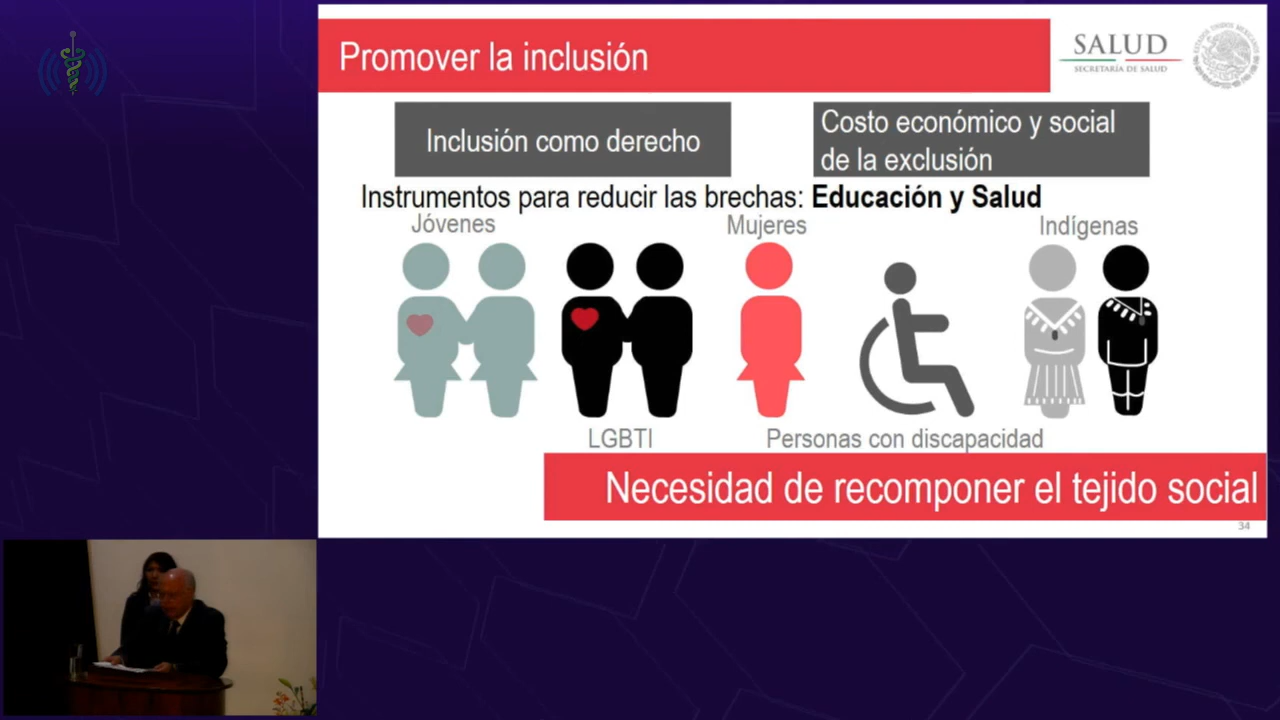 Promover la inclusión
SALUD
SECRETARÍA DE SALUD
Inclusión como derecho
Costo económico y social
de la exclusión
Instrumentos para reducir las brechas: Educación y Salud
Jóvenes
Mujeres
Indígenas
LGBTI
Personas con discapacidad
Necesidad de recomponer el tejido social
34